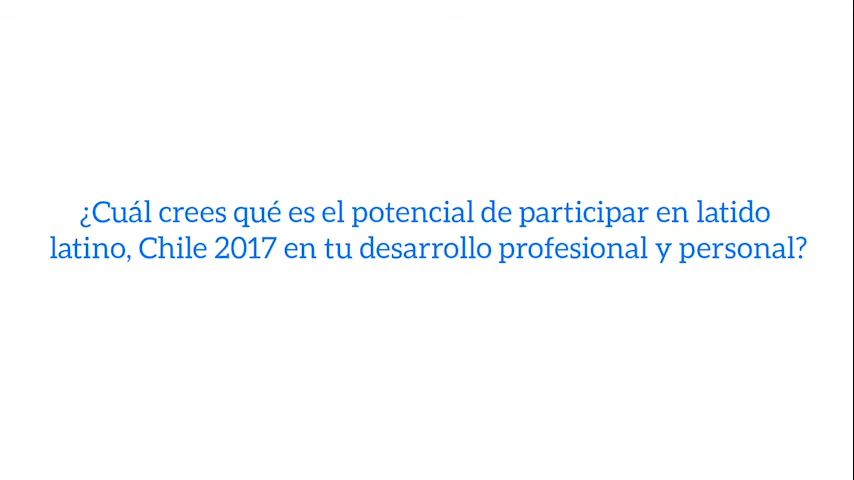 ¿Cuál crees qué es el potencial de participar en latido
latino, Chile 2017 en tu desarrollo profesional y personal?